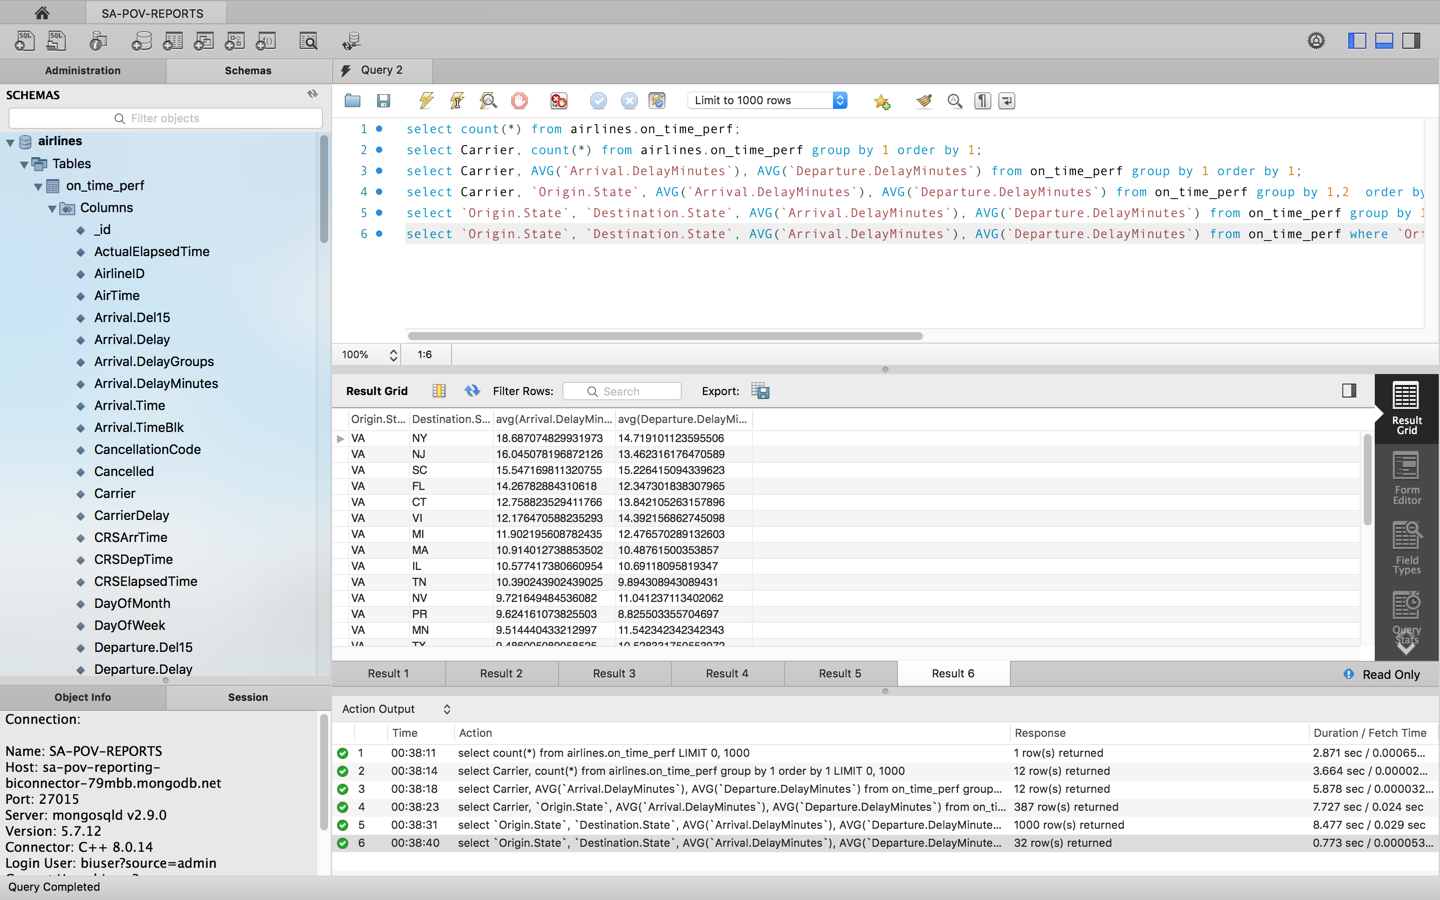 SA-POV-REPORTS
Administration
Schemas
Query 2
SCHEMAS
Filter objects
airlines
Tables
on_time_perf
Columns
_id
ActualElapsedTime
AirlineID
AirTime
Arrival.Del15
Arrival.Delay
Arrival.DelayGroups
Arrival.DelayMinutes
Arrival.Time
Arrival.TimeBlk
CancellationCode
Cancelled
Carrier
CarrierDelay
CRSArrTime
CRSDepTime
CRSElapsedTime
DayOfMonth
DayOfWeek
Departure.Del15
Departure.Delay
Object Info
Session
Connection:
Name: SA-POV-REPORTS
Host: sa-pov-reporting-
biconnector-79mbb.mongodb.net
Port: 27015
Server: mongosqld v2.9.0
Version: 5.7.12
Connector: C++ 8.0.14
Login User: biuser?source=admin
Query Completed
Limit to 1000 rows
1 select count(*) from airlines.on_time_perf;
2 select Carrier, count(*) from airlines.on_time_perf group by 1 order by 1;
3 select Carrier, AVG(`Arrival.DelayMinutes`), AVG(`Departure.DelayMinutes`) from on_time_perf group by 1 order by 1;
4 select Carrier, `Origin.State`, AVG(`Arrival.DelayMinutes`), AVG(`Departure.DelayMinutes`) from on_time_perf group by 1,2 order by
5 select `Origin.State`, `Destination.State`, AVG(`Arrival.DelayMinutes`), AVG(`Departure.DelayMinutes`) from on_time_perf group by 1
6 select `Origin.State`, `Destination.State`, AVG(`Arrival.DelayMinutes`), AVG(`Departure.DelayMinutes`) from on_time_perf where `Ori
100%
1:6
Result Grid
Filter Rows:
Search
Export:
Origin.St... Destination.S... avg(Arrival.DelayMin... avg(Departure.DelayMi...
VA NY 18.687074829931973 14.719101123595506
VA NJ 16.045078196872126 13.462316176470589
VA SC 15.547169811320755 15.226415094339623
VA FL 14.26782884310618 12.347301838307965
VA CT 12.758823529411766 13.842105263157896
VA VI 12.176470588235293 14.392156862745098
VA MI 11.902195608782435 12.476570289132603
VA MA 10.914012738853502 10.48761500353857
VA IL 10.577417380660954 10.69118095819347
VA TN 10.390243902439025 9.894308943089431
VA NV 9.721649484536082 11.041237113402062
VA PR 9.624161073825503 8.825503355704697
VA MN 9.514440433212997 11.542342342342343
VA TX
Result
Grid
Form
Editor
Field
Types
Query
Stats
Result 1
Result 2
Result 3
Result 4
Result 5
Result 6
Read Only
Action Output
Time Action Response Duration / Fetch Time
1 00:38:11 select count(*) from airlines.on_time_perf LIMIT 0, 1000 1 row(s) returned 2.871 sec / 0.00065...
2 00:38:14 select Carrier, count(*) from airlines.on_time_perf group by 1 order by 1 LIMIT 0, 1000 12 row(s) returned 3.664 sec / 0.00002...
3 00:38:18 select Carrier, AVG(`Arrival.DelayMinutes`), AVG(`Departure.DelayMinutes`) from on_time_perf group... 12 row(s) returned 5.878 sec / 0.000032...
4 00:38:23 select Carrier, `Origin.State`, AVG(`Arrival.DelayMinutes`), AVG(`Departure.DelayMinutes`) from on_ti... 387 row(s) returned 7.727 sec / 0.024 sec
5 00:38:31 select `Origin.State`, `Destination.State`, AVG(`Arrival.DelayMinutes`), AVG(`Departure.DelayMinute... 1000 row(s) returned 8.477 sec / 0.029 sec
6 00:38:40 select `Origin.State`, `Destination.State`, AVG(`Arrival.DelayMinutes`), AVG(`Departure.DelayMinute... 32 row(s) returned 0.773 sec / 0.000053...